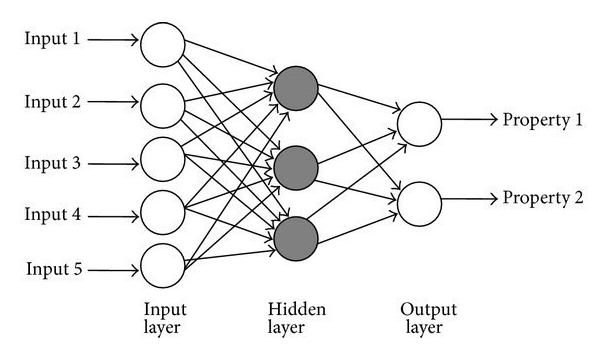 Input 1
Input 2
Input 3
Input 4
Input 5
Property 1
Property 2
Input
layer
Hidden
layer
Output
layer